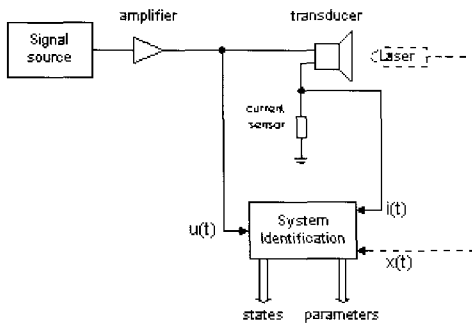 amplifier
transducer
Signal
source
Laser
current
sensor
i(t)
u(t)
System
Identification
x(t)
states
parameters